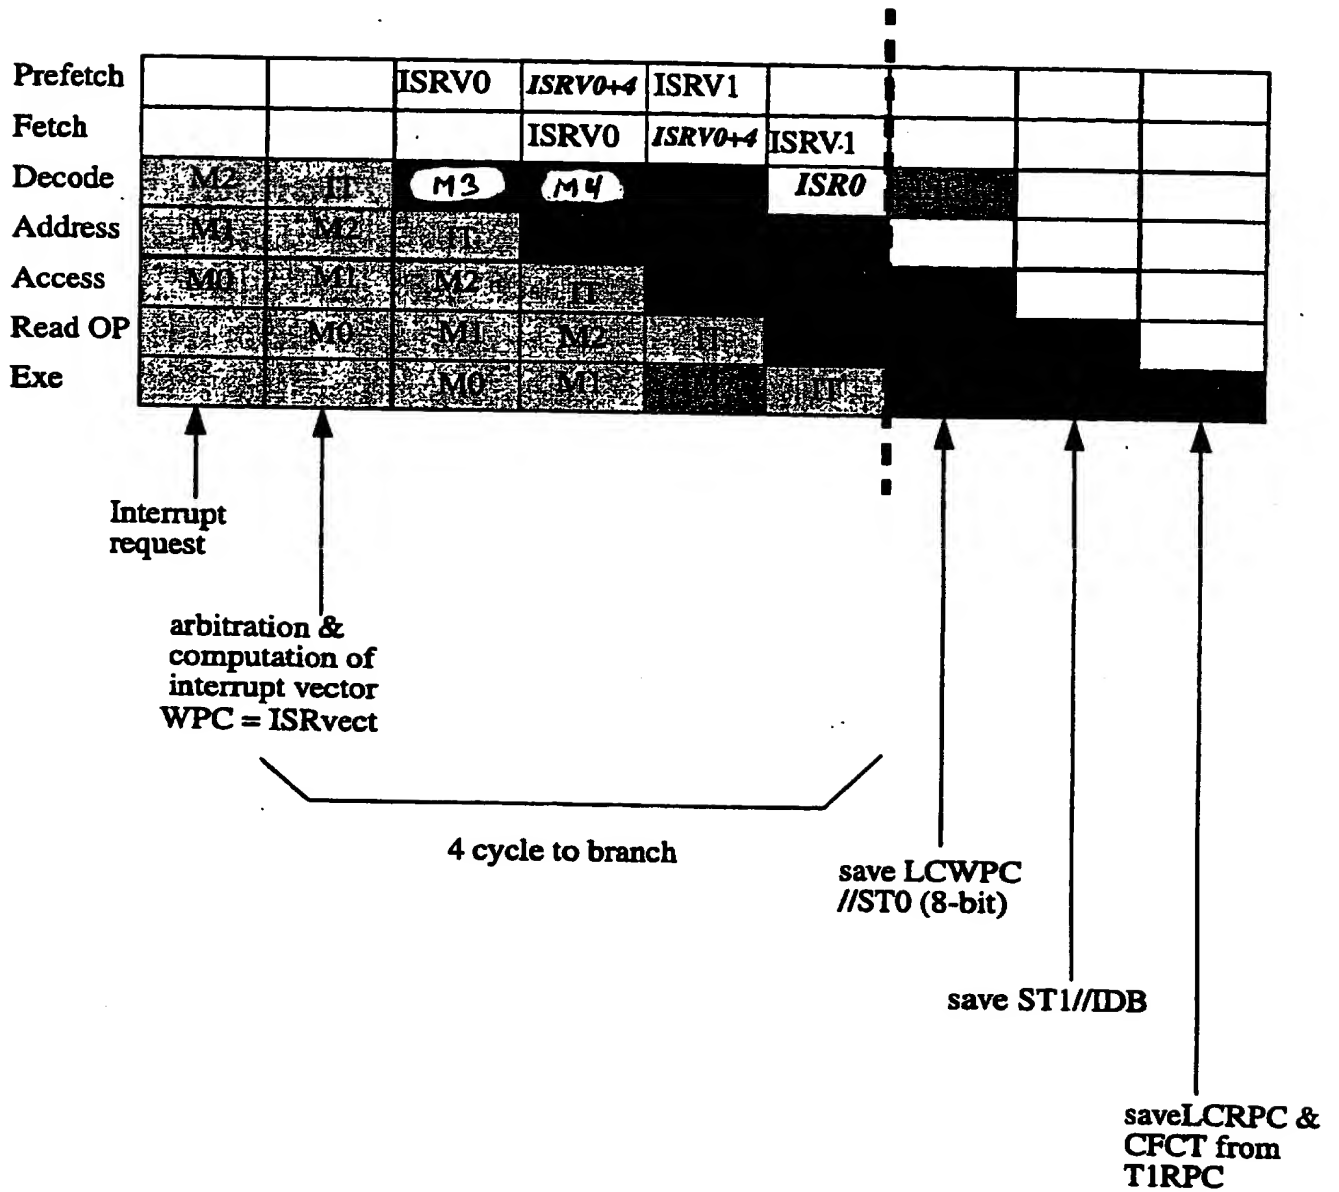 Prefetch ISRV0 ISRV0+4 ISRV1
Fetch ISRV0 ISRV0+4 ISRV1
Decode M2 IT M3 M4 ISR0
Address M1 M2 IT
Access M0 M1 M2 IT
Read OP M0 M1 M2 IT
Exe M0 M1 IT
Interrupt
request
arbitration &
computation of
interrupt vector
WPC = ISRvect
4 cycle to branch
save LCWPC
//ST0 (8-bit)
save ST1//IDB
saveLCRPC &
CFCT from
T1RPC